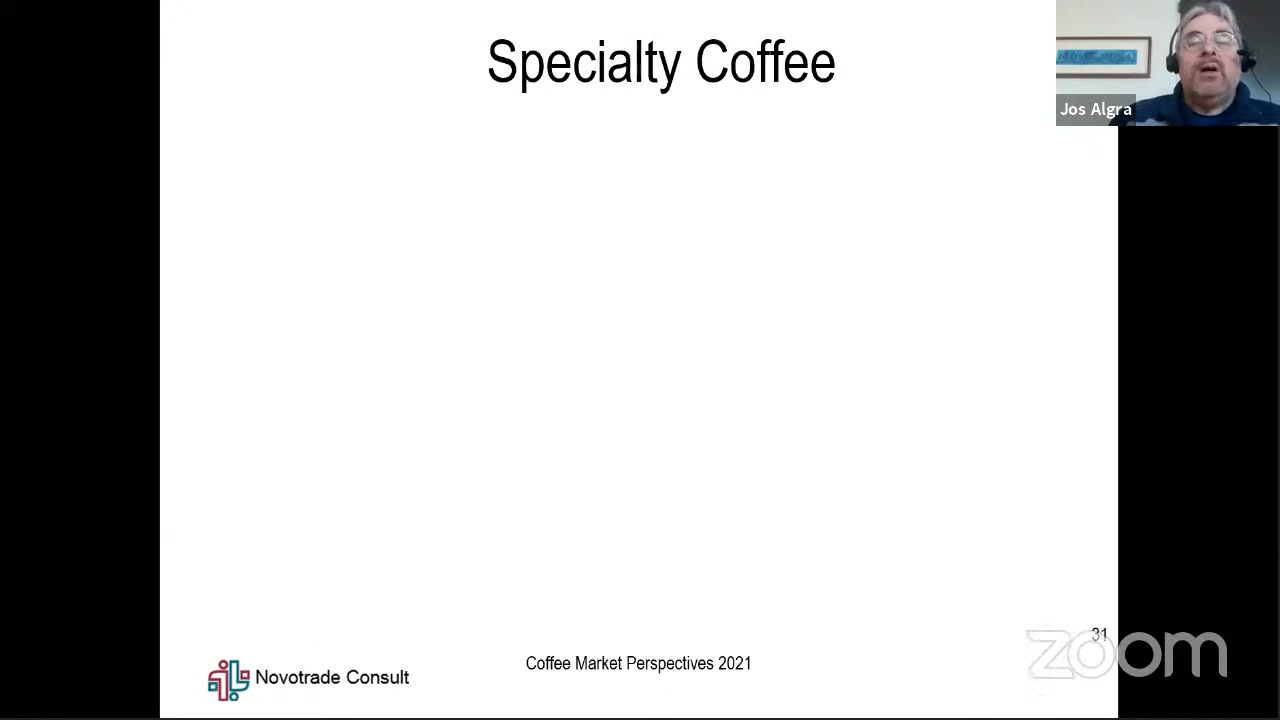 Specialty Coffee
Jos Algra
31
Coffee Market Perspectives 2021
Novotrade Consult
zoom